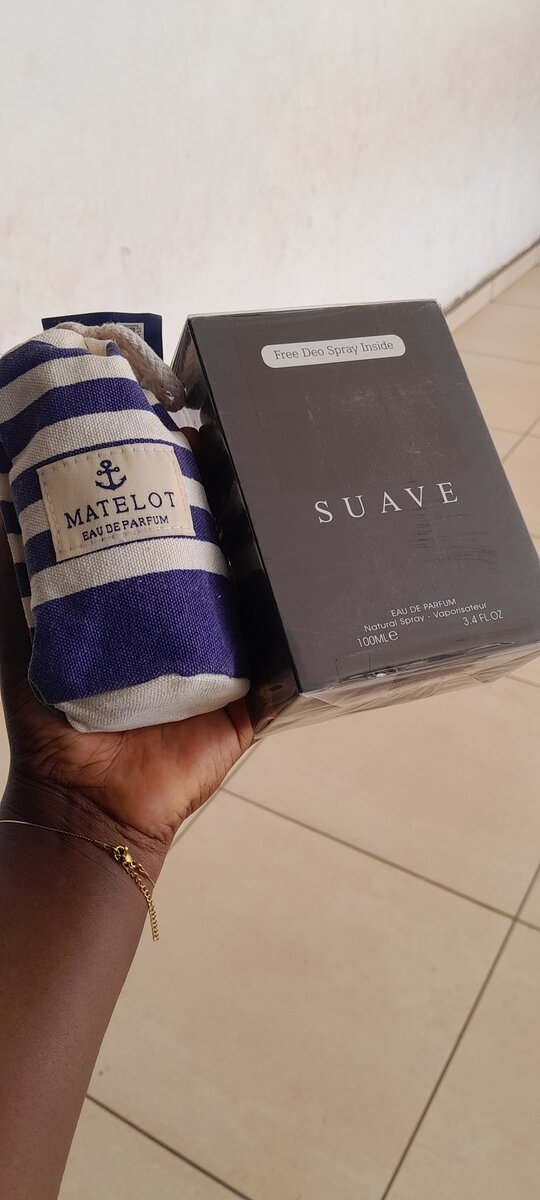 MATELOT
EAU DE PARFUM
Free Deo Spray Inside
SUAVE
EAU DE PARFUM
Natural Spray - Vaporisateur
100ML℮ 3.4 FL.OZ